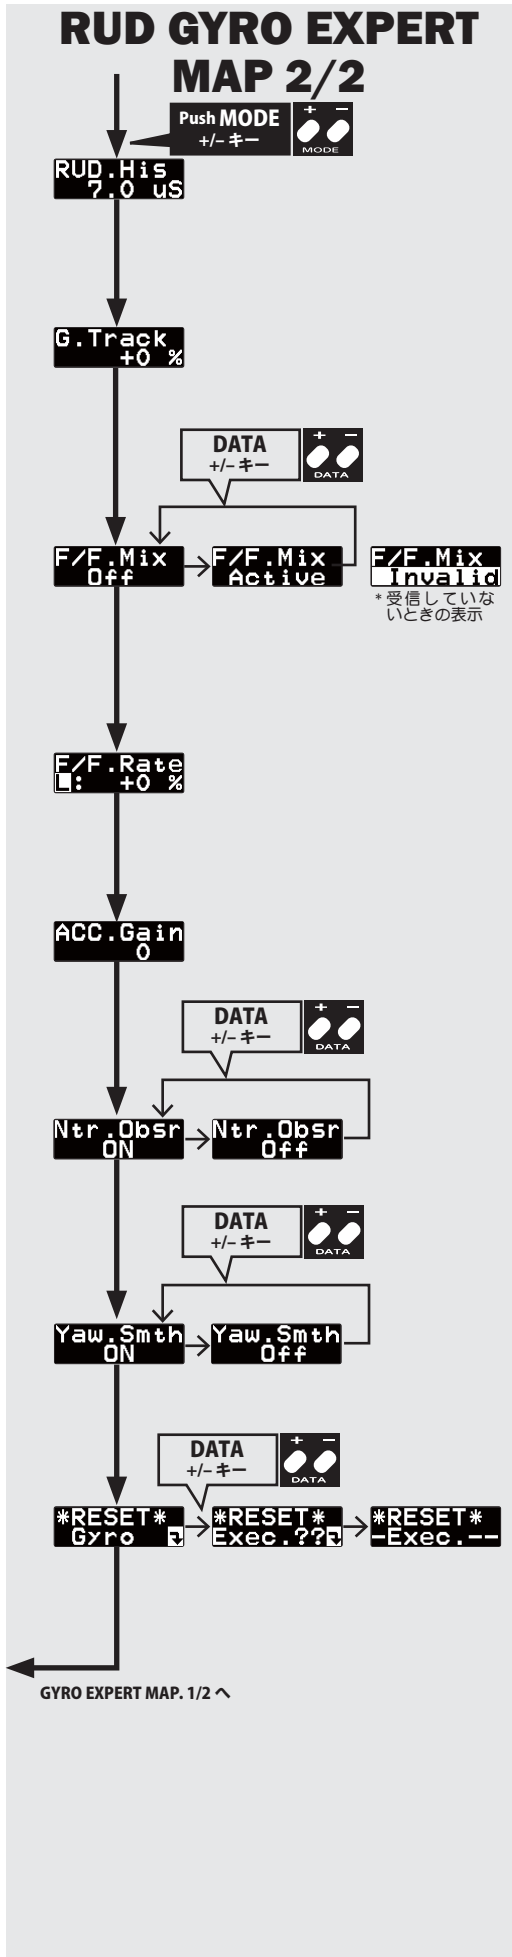 RUD GYRO EXPERT
MAP 2/2
Push MODE
+/– キー
+ –
MODE
RUD.His
7.0 uS
G.Track
+0 %
DATA
+/– キー
+ –
DATA
F/F.Mix
Off
F/F.Mix
Active
F/F.Mix
Invalid
* 受信していな
いときの表示
F/F.Rate
L: +0 %
ACC.Gain
0
DATA
+/– キー
+ –
DATA
Ntr.Obsr
ON
Ntr.Obsr
Off
DATA
+/– キー
+ –
DATA
Yaw.Smth
ON
Yaw.Smth
Off
DATA
+/– キー
+ –
DATA
*RESET*
Gyro
*RESET*
Exec.??
*RESET*
-Exec.--
GYRO EXPERT MAP. 1/2 へ